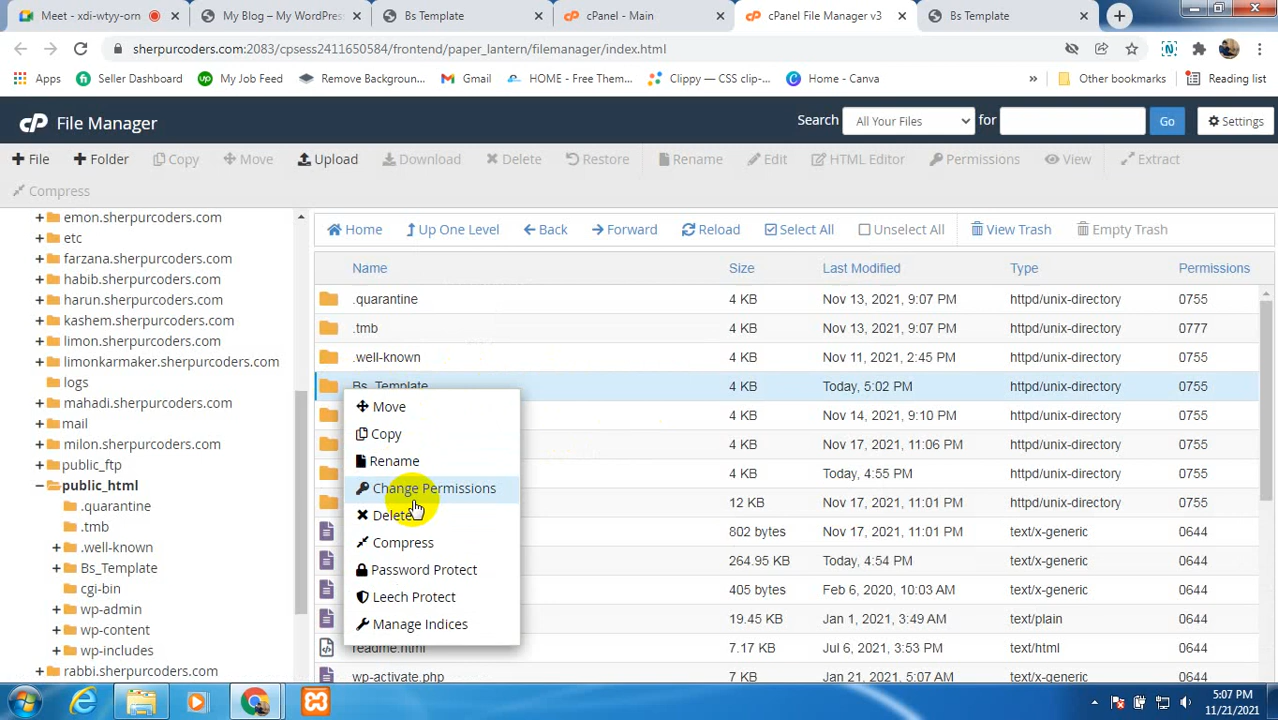 Meet - xdi-wtyy-orn
My Blog – My WordPress
Bs Template
cPanel - Main
cPanel File Manager v3
Bs Template
sherpurcoders.com:2083/cpsess2411650584/frontend/paper_lantern/filemanager/index.html
Apps
Seller Dashboard
My Job Feed
Remove Backgroun...
Gmail
HOME - Free Them...
Clippy — CSS clip-...
Home - Canva
»
Other bookmarks
Reading list
cP File Manager
Search
All Your Files
for
Go
Settings
+ File
+ Folder
Copy
Move
Upload
Download
Delete
Restore
Rename
Edit
HTML Editor
Permissions
View
Extract
Compress
Home
Up One Level
Back
Forward
Reload
Select All
Unselect All
View Trash
Empty Trash
emon.sherpurcoders.com
etc
farzana.sherpurcoders.com
habib.sherpurcoders.com
harun.sherpurcoders.com
kashem.sherpurcoders.com
limon.sherpurcoders.com
limonkarmaker.sherpurcoders.com
logs
mahadi.sherpurcoders.com
mail
milon.sherpurcoders.com
public_ftp
public_html
.quarantine
.tmb
.well-known
Bs_Template
cgi-bin
wp-admin
wp-content
wp-includes
rabbi.sherpurcoders.com
Name Size Last Modified Type Permissions
.quarantine 4 KB Nov 13, 2021, 9:07 PM httpd/unix-directory 0755
.tmb 4 KB Nov 13, 2021, 9:07 PM httpd/unix-directory 0777
.well-known 4 KB Nov 11, 2021, 2:45 PM httpd/unix-directory 0755
Bs_Template 4 KB Today, 5:02 PM httpd/unix-directory 0755
4 KB Nov 14, 2021, 9:10 PM httpd/unix-directory 0755
4 KB Nov 17, 2021, 11:06 PM httpd/unix-directory 0755
4 KB Today, 4:55 PM httpd/unix-directory 0755
12 KB Nov 17, 2021, 11:01 PM httpd/unix-directory 0755
802 bytes Nov 17, 2021, 11:01 PM text/x-generic 0644
264.95 KB Today, 4:54 PM text/x-generic 0644
405 bytes Feb 6, 2020, 10:03 AM text/x-generic 0644
19.45 KB Jan 1, 2021, 3:49 AM text/plain 0644
readme.html 7.17 KB Jul 6, 2021, 3:53 PM text/html 0644
wp-activate.php 7 KB Jan 21, 2021, 5:07 AM text/x-generic 0644
Move
Copy
Rename
Change Permissions
Delete
Compress
Password Protect
Leech Protect
Manage Indices
5:07 PM
11/21/2021